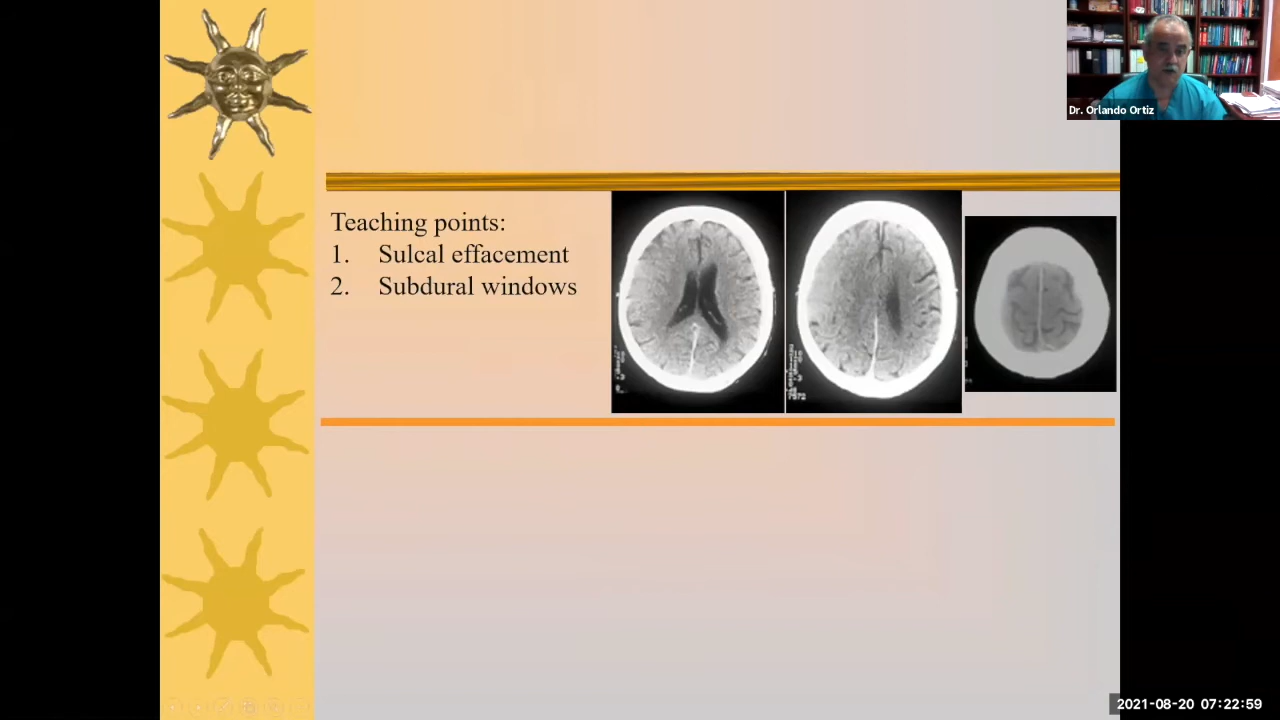 Dr. Orlando Ortiz
Teaching points:
1. Sulcal effacement
2. Subdural windows
2021-08-20 07:22:59